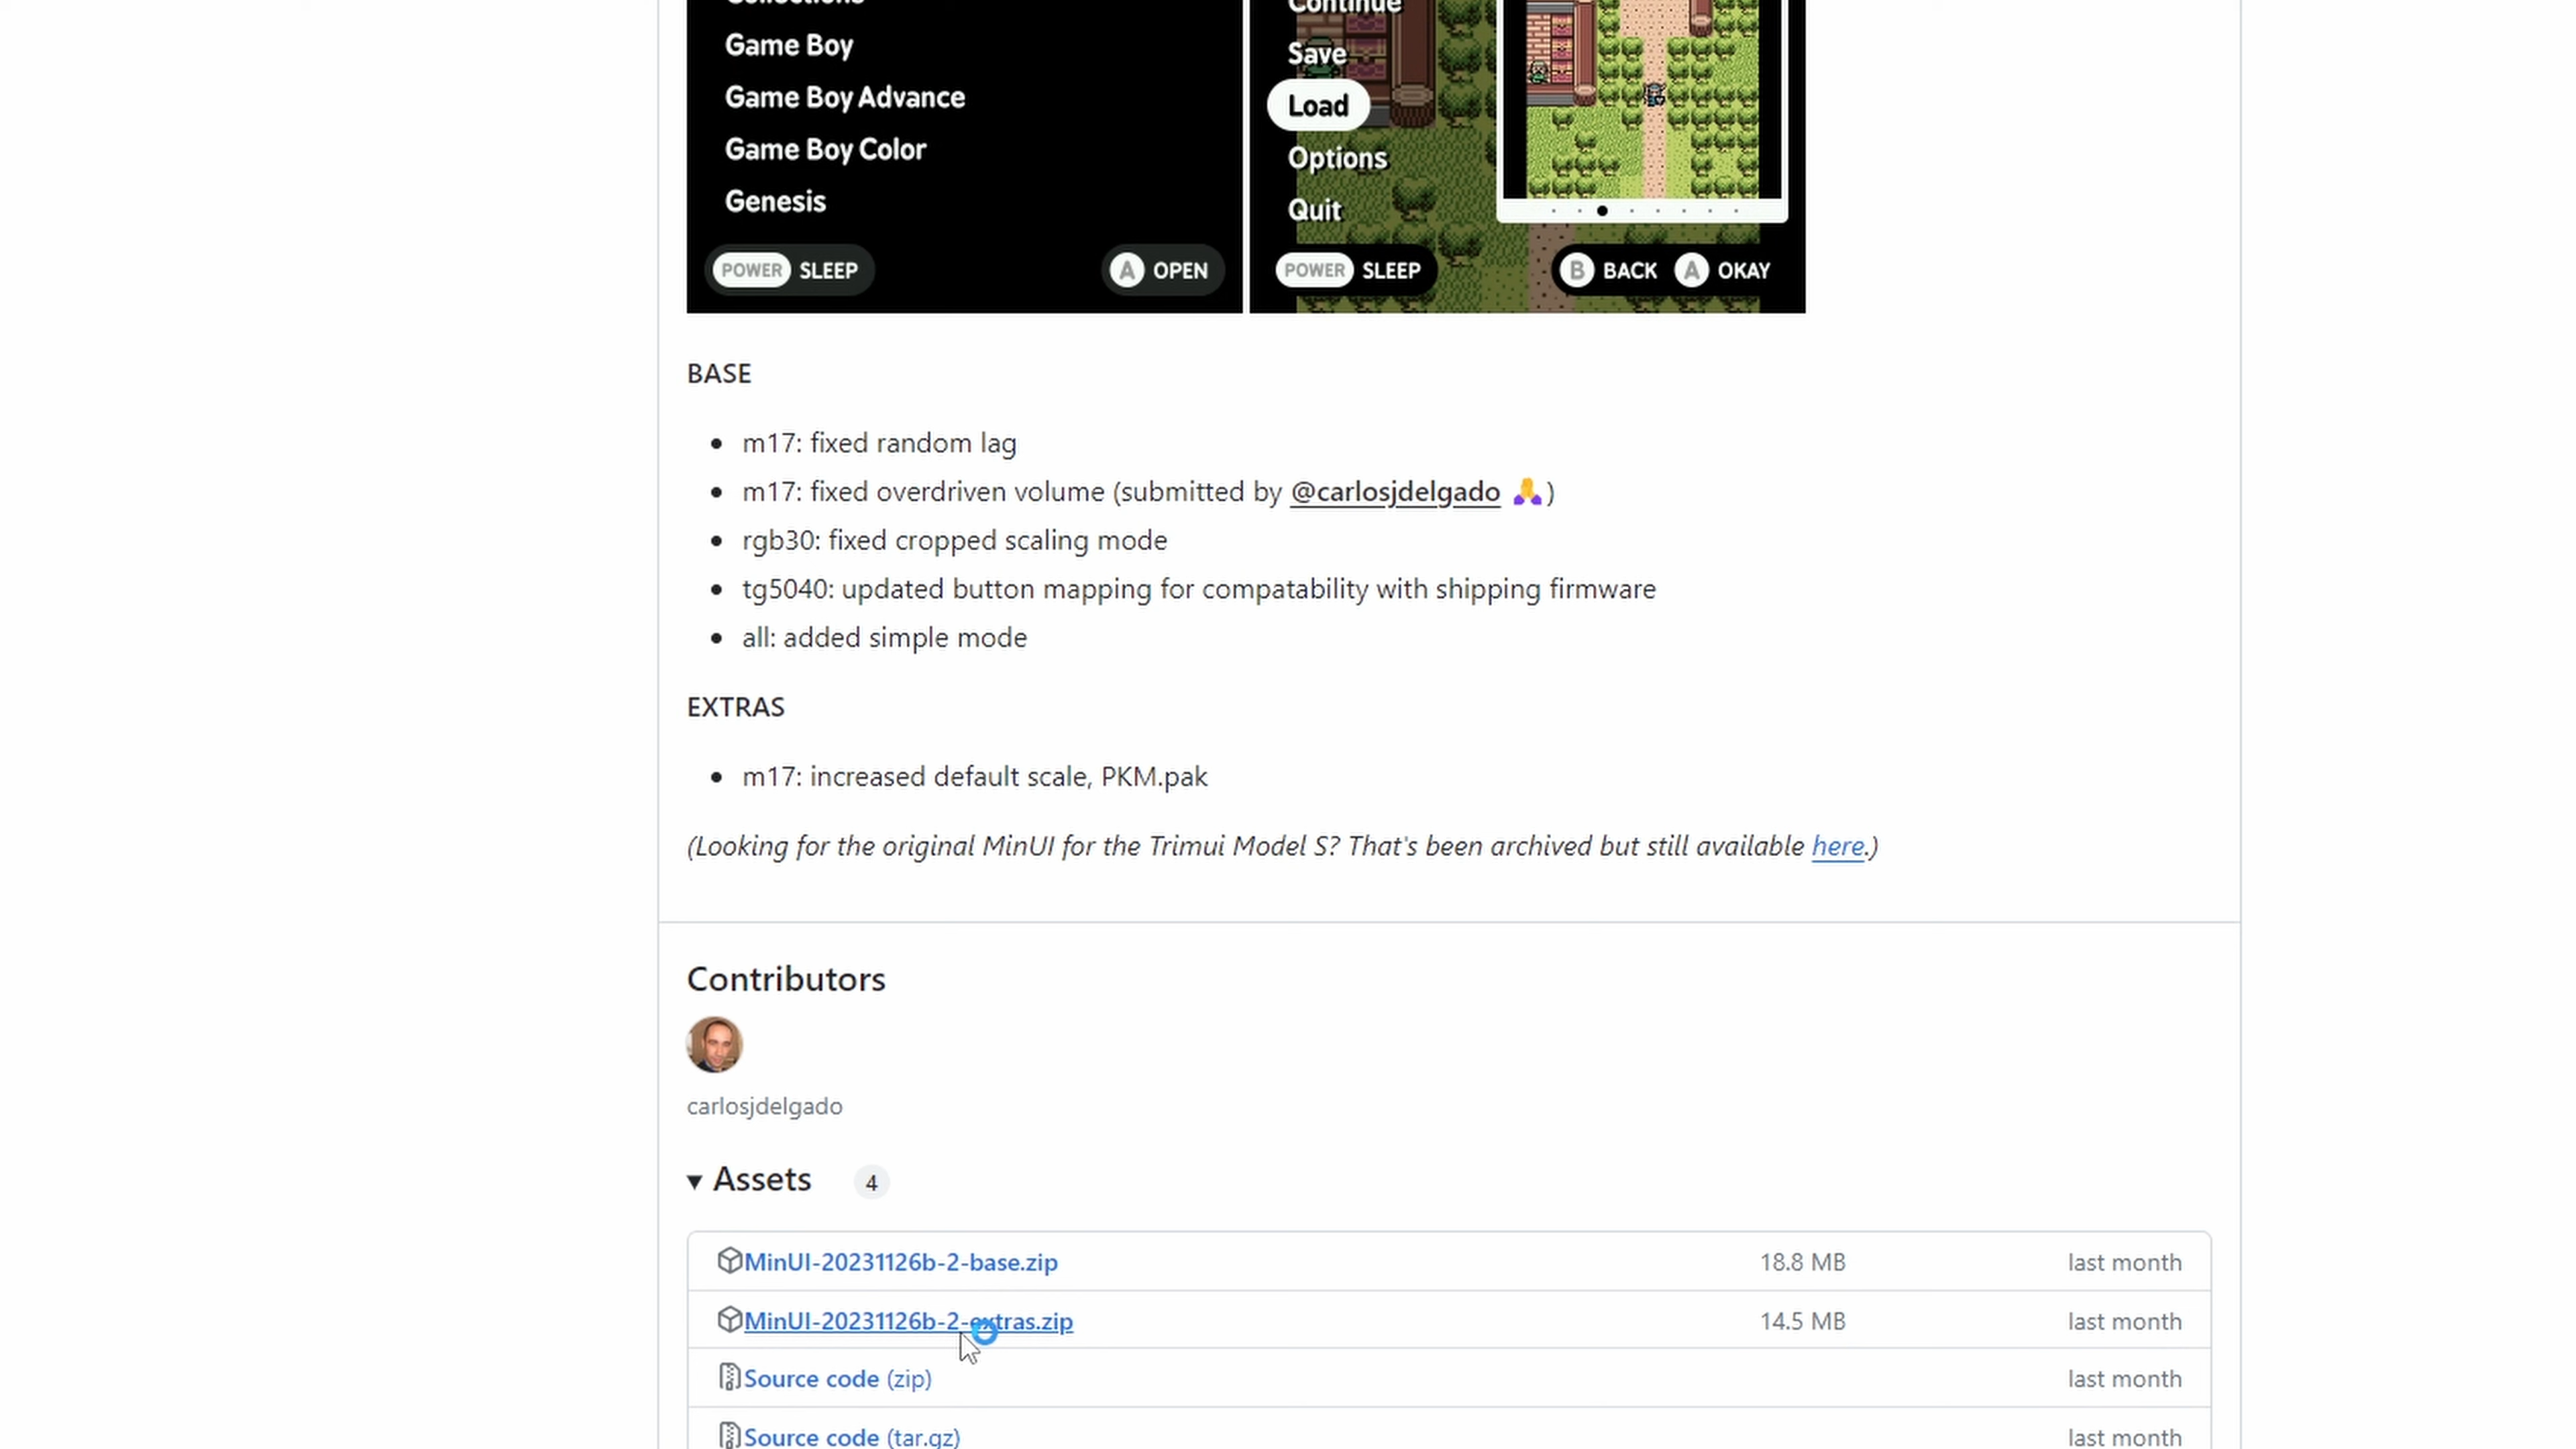 Collections
Game Boy
Game Boy Advance
Game Boy Color
Genesis
POWER SLEEP
A OPEN
Continue
Save
Load
Options
Quit
POWER SLEEP
B BACK A OKAY
BASE
m17: fixed random lag
m17: fixed overdriven volume (submitted by @carlosjdelgado 🙏)
rgb30: fixed cropped scaling mode
tg5040: updated button mapping for compatability with shipping firmware
all: added simple mode
EXTRAS
m17: increased default scale, PKM.pak
(Looking for the original MinUI for the Trimui Model S? That's been archived but still available here.)
Contributors
carlosjdelgado
Assets 4
MinUI-20231126b-2-base.zip 18.8 MB last month
MinUI-20231126b-2-extras.zip 14.5 MB last month
Source code (zip) last month
Source code (tar.gz) last month